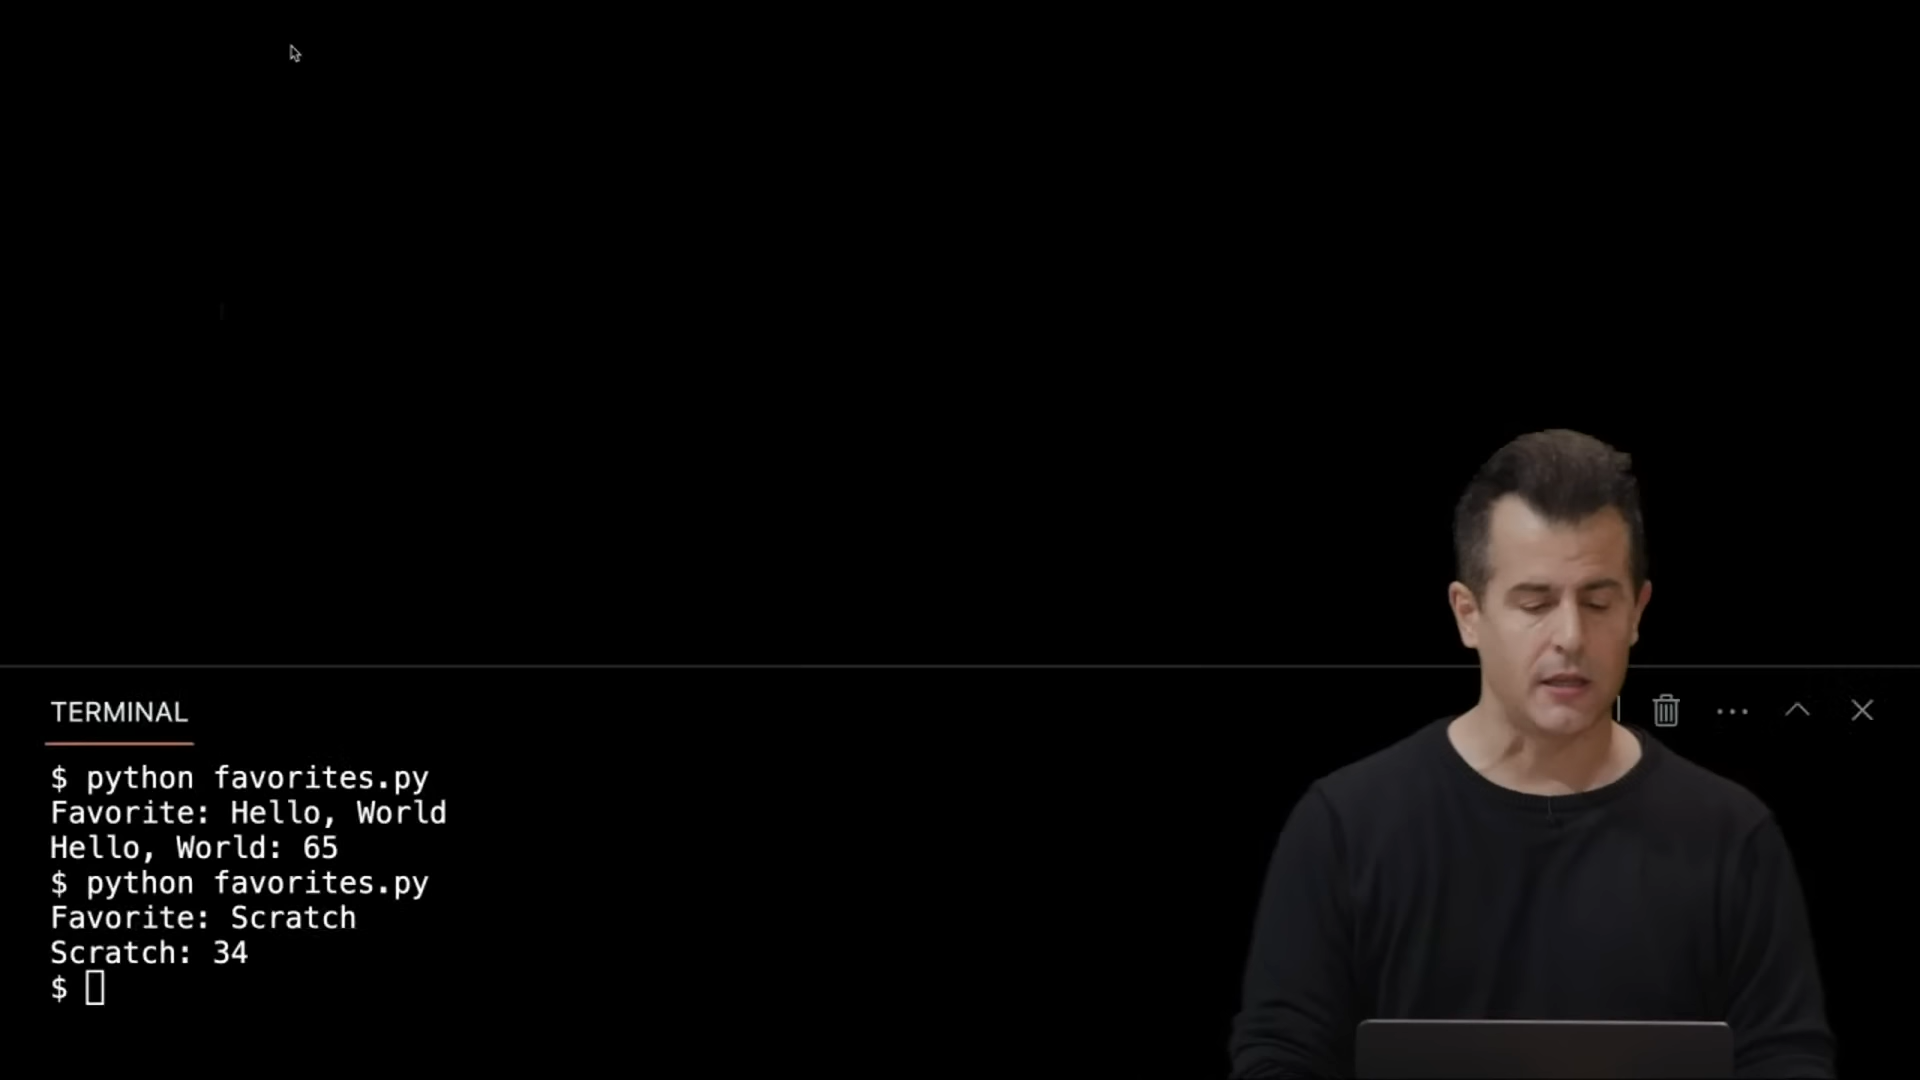 TERMINAL
$ python favorites.py
Favorite: Hello, World
Hello, World: 65
$ python favorites.py
Favorite: Scratch
Scratch: 34
$